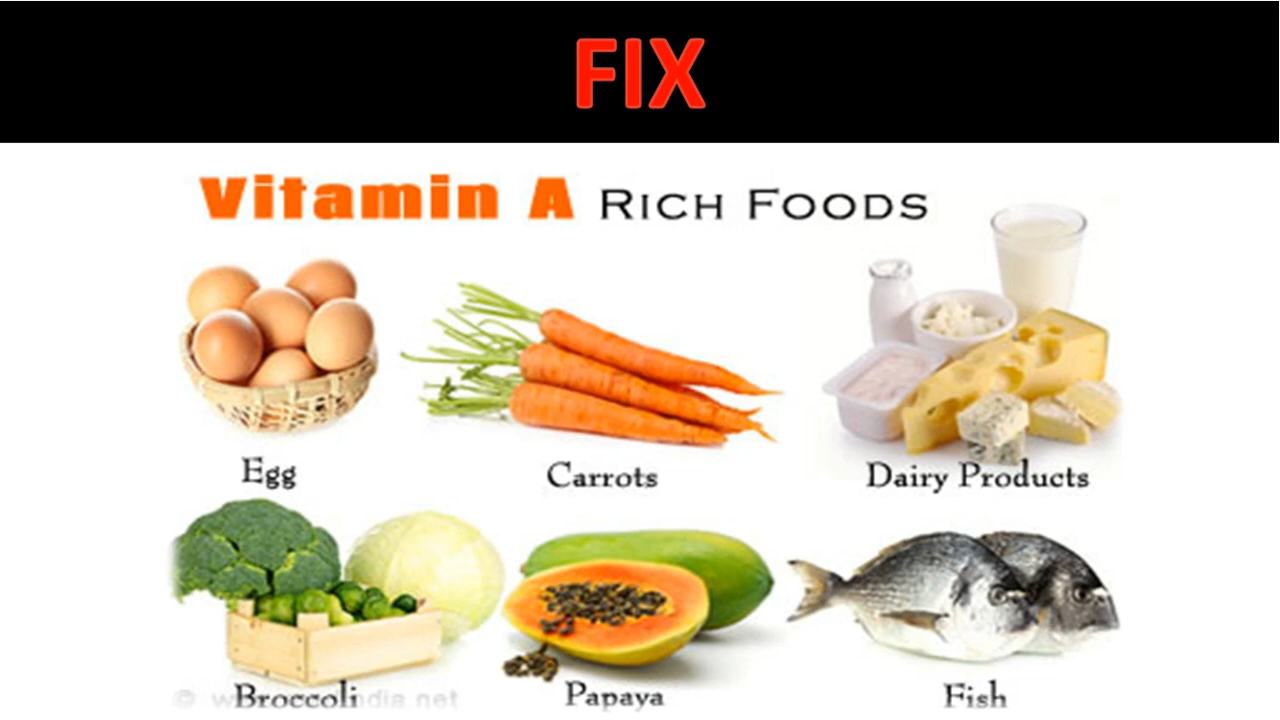 FIX
Vitamin A RICH FOODS
Egg
Carrots
Dairy Products
Broccoli
Papaya
Fish